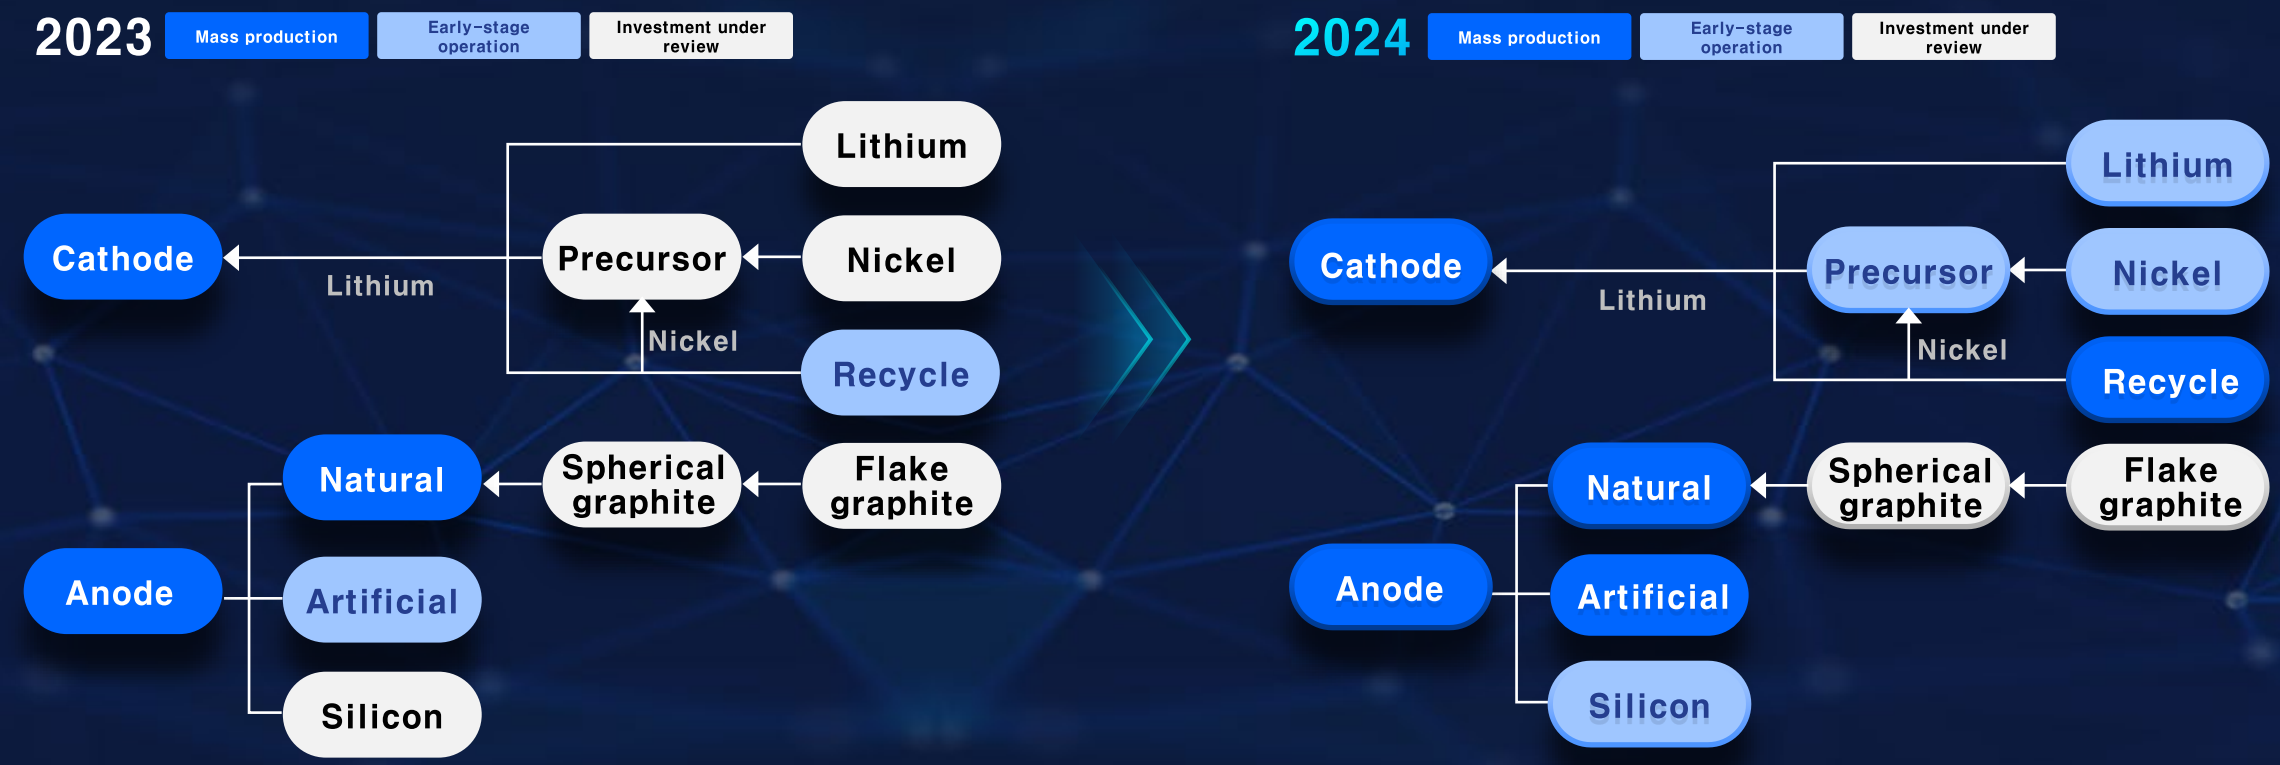 2023
Mass production
Early-stage
operation
Investment under
review
Lithium
Cathode
Lithium
Precursor
Nickel
Nickel
Recycle
Natural
Spherical
graphite
Flake
graphite
Anode
Artificial
Silicon
2024
Mass production
Early-stage
operation
Investment under
review
Lithium
Cathode
Lithium
Precursor
Nickel
Nickel
Recycle
Natural
Spherical
graphite
Flake
graphite
Anode
Artificial
Silicon